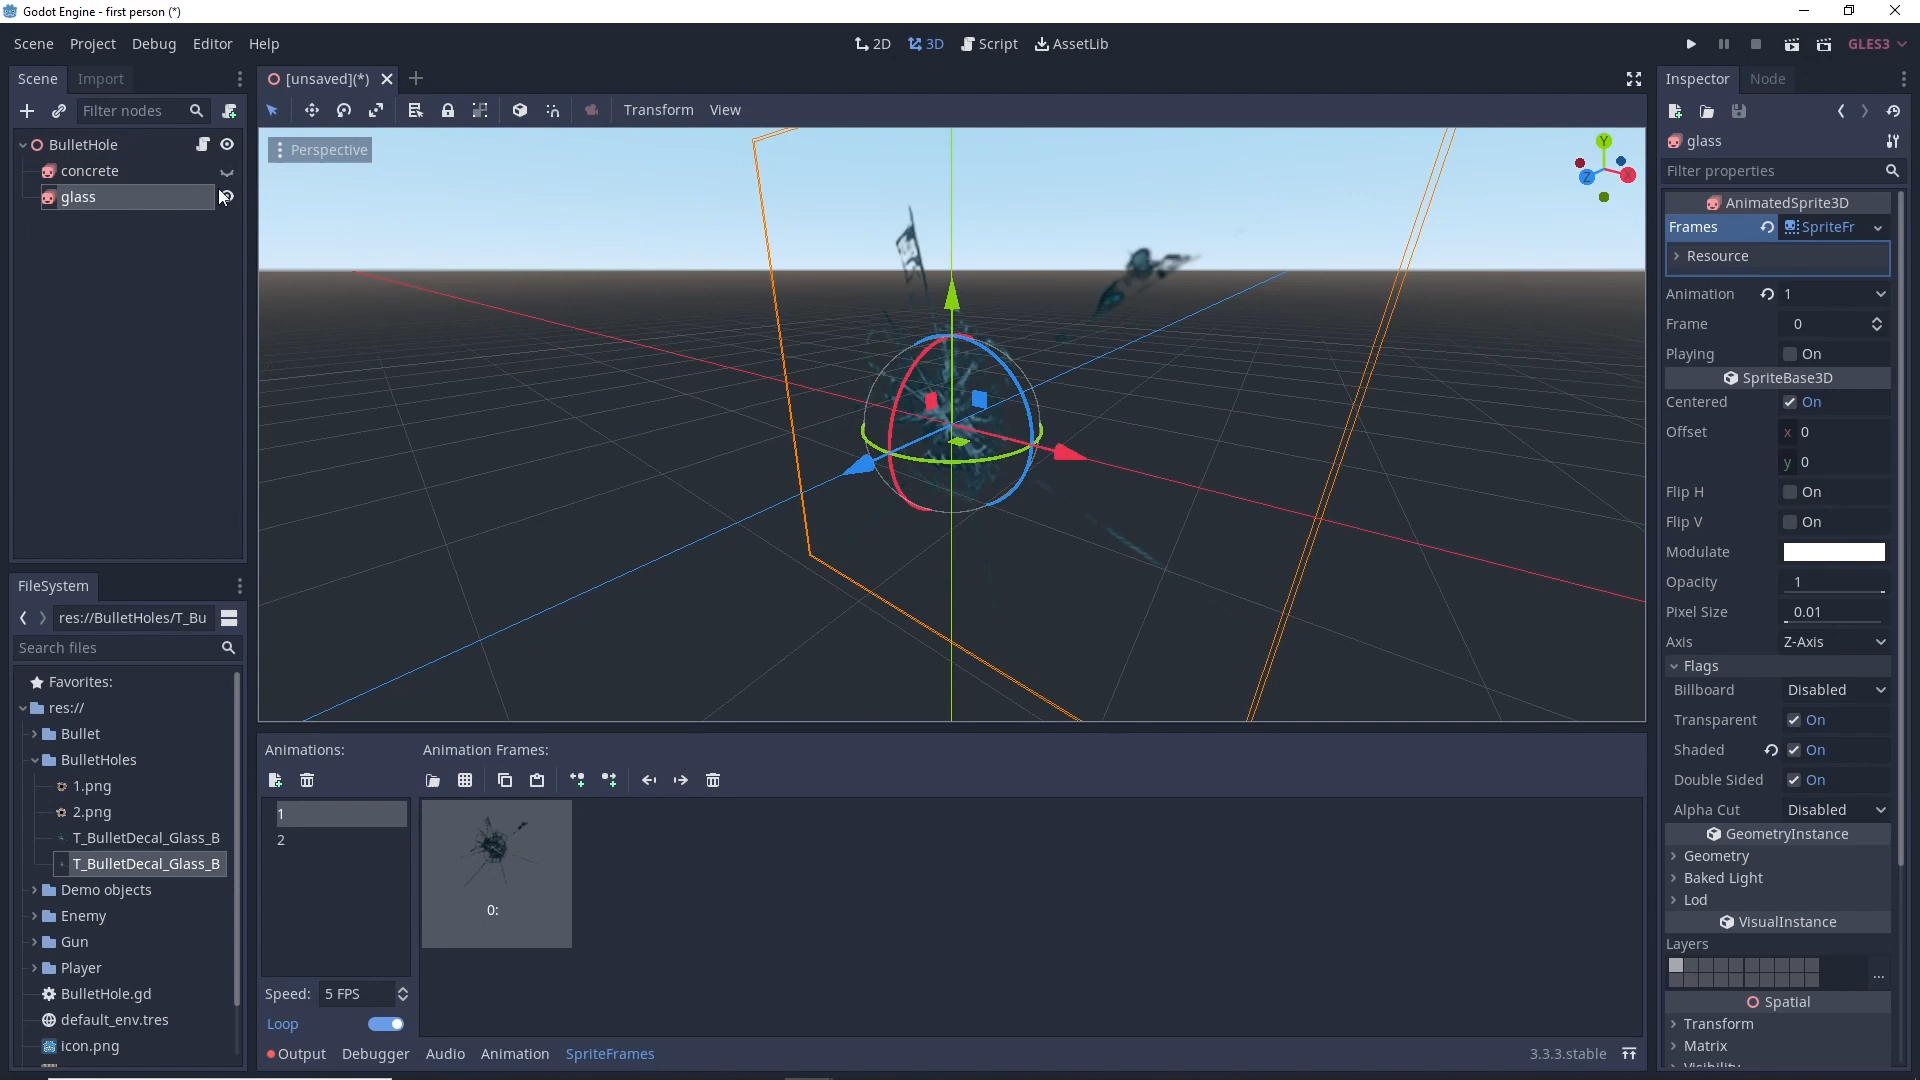 Godot Engine - first person (*)
Scene Project Debug Editor Help
2D 3D Script AssetLib
GLES3
Scene Import
[unsaved](*)
Inspector Node
Filter nodes
Transform View
BulletHole
concrete
glass
Perspective
Y
Z
X
glass
Filter properties
AnimatedSprite3D
Frames SpriteFr
Resource
Animation 1
Frame 0
Playing On
SpriteBase3D
Centered On
Offset x 0
y 0
Flip H On
Flip V On
Modulate
Opacity 1
Pixel Size 0.01
Axis Z-Axis
Flags
Billboard Disabled
Transparent On
Shaded On
Double Sided On
Alpha Cut Disabled
GeometryInstance
Geometry
Baked Light
Lod
VisualInstance
Layers
...
Spatial
Transform
Matrix
FileSystem
res://BulletHoles/T_Bu
Search files
Favorites:
res://
Bullet
BulletHoles
1.png
2.png
T_BulletDecal_Glass_B
T_BulletDecal_Glass_B
Demo objects
Enemy
Gun
Player
BulletHole.gd
default_env.tres
icon.png
Animations:
1
2
Speed: 5 FPS
Loop
Animation Frames:
0:
Output Debugger Audio Animation SpriteFrames
3.3.3.stable